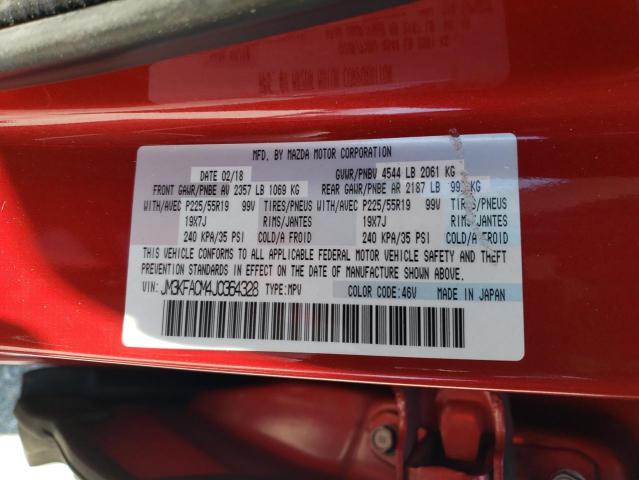 MFD. BY MAZDA MOTOR CORPORATION
DATE 02/18 GVWR/PNBV 4544 LB 2061 KG
FRONT GAWR/PNBE AV 2357 LB 1069 KG REAR GAWR/PNBE AR 2187 LB KG
WITH/AVEC P225/55R19 99V TIRES/PNEUS WITH/AVEC P225/55R19 99V TIRES/PNEUS
19X7J RIMS/JANTES 19X7J RIMS/JANTES
240 KPA/35 PSI COLD/A FROID 240 KPA/35 PSI COLD/A FROID
THIS VEHICLE CONFORMS TO ALL APPLICABLE FEDERAL MOTOR VEHICLE SAFETY AND THEFT
PREVENTION STANDARDS IN EFFECT ON THE DATE OF MANUFACTURE SHOWN ABOVE.
VIN: JM3KFACM4J0364328 TYPE:MPV COLOR CODE:46V MADE IN JAPAN